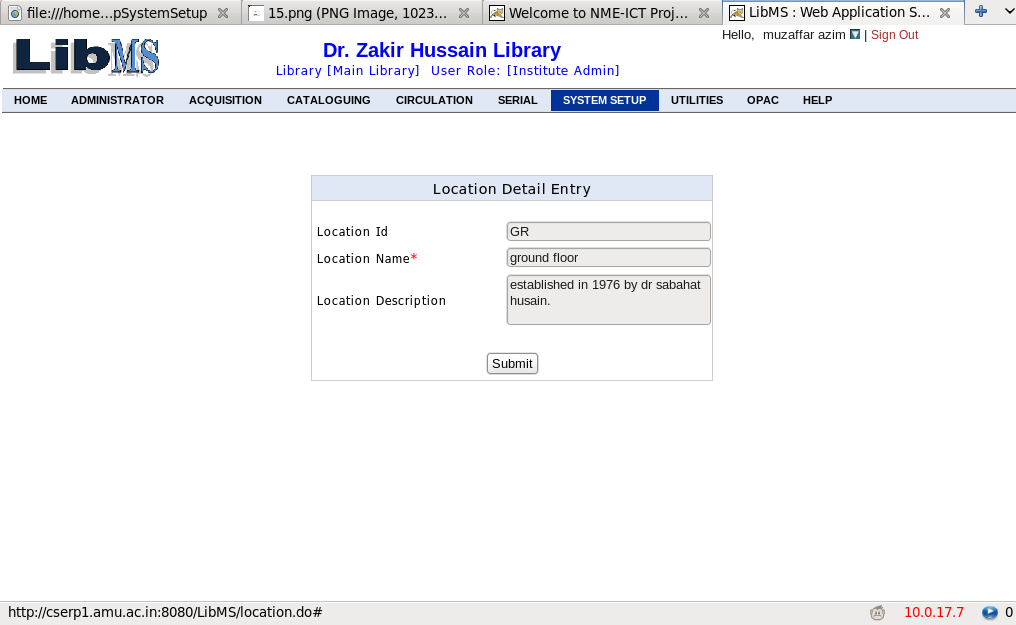 file:///home...pSystemSetup
15.png (PNG Image, 1023...
Welcome to NME-ICT Proj...
LibMS : Web Application S...
Hello, muzaffar azim | Sign Out
LibMS
Dr. Zakir Hussain Library
Library [Main Library] User Role: [Institute Admin]
HOME ADMINISTRATOR ACQUISITION CATALOGUING CIRCULATION SERIAL SYSTEM SETUP UTILITIES OPAC HELP
Location Detail Entry
Location Id GR
Location Name* ground floor
Location Description
established in 1976 by dr sabahat
husain.
Submit
http://cserp1.amu.ac.in:8080/LibMS/location.do# 10.0.17.7 0